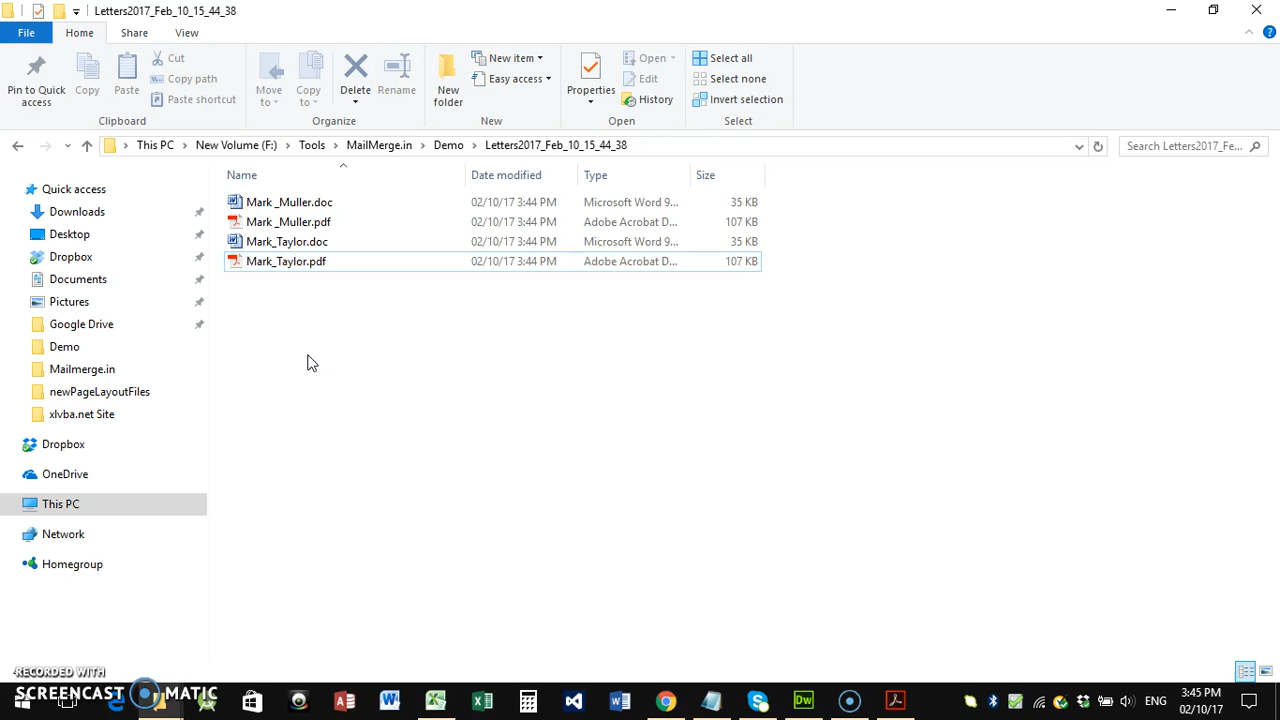 Letters2017_Feb_10_15_44_38
File Home Share View
Pin to Quick access
Copy
Paste
Cut
Copy path
Paste shortcut
Clipboard
Move to
Copy to
Delete
Rename
Organize
New folder
New item
Easy access
New
Properties
Open
Edit
History
Open
Select all
Select none
Invert selection
Select
This PC > New Volume (F:) > Tools > MailMerge.in > Demo > Letters2017_Feb_10_15_44_38
Search Letters2017_Fe...
Name Date modified Type Size
Mark _Muller.doc 02/10/17 3:44 PM Microsoft Word 9... 35 KB
Mark _Muller.pdf 02/10/17 3:44 PM Adobe Acrobat D... 107 KB
Mark_Taylor.doc 02/10/17 3:44 PM Microsoft Word 9... 35 KB
Mark_Taylor.pdf 02/10/17 3:44 PM Adobe Acrobat D... 107 KB
Quick access
Downloads
Desktop
Dropbox
Documents
Pictures
Google Drive
Demo
Mailmerge.in
newPageLayoutFiles
xlvba.net Site
Dropbox
OneDrive
This PC
Network
Homegroup
RECORDED WITH
SCREENCAST MATIC
Dw
ENG
3:45 PM
02/10/17